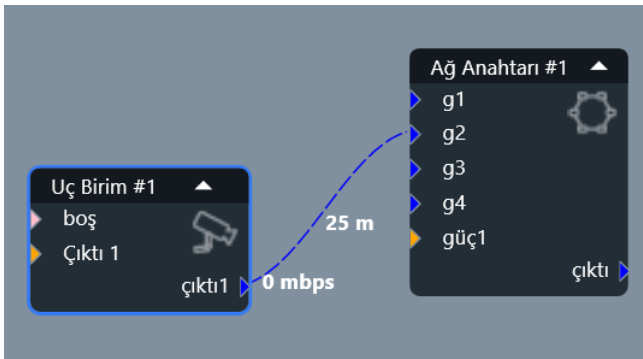 Uç Birim #1
boş
Çıktı 1
çıktı1
0 mbps
25 m
Ağ Anahtarı #1
g1
g2
g3
g4
güç1
çıktı